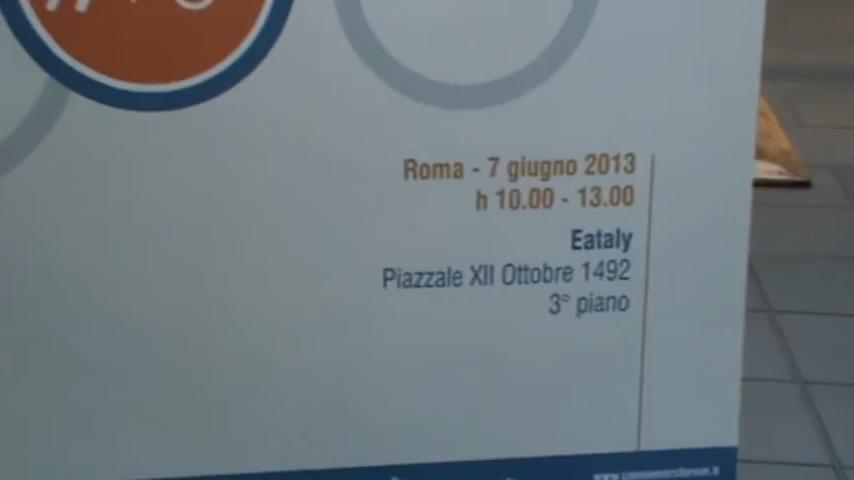 Roma - 7 giugno 2013
h 10.00 - 13.00
Eataly
Piazzale XII Ottobre 1492
3° piano